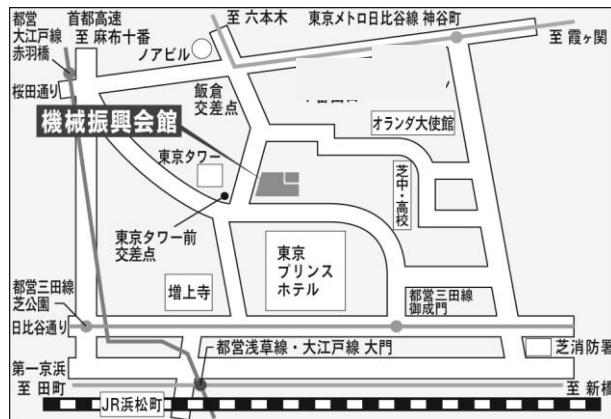 都営
大江戸線
赤羽橋
首都高速
至 麻布十番
至 六本木
東京メトロ日比谷線 神谷町
至 霞ヶ関
ノアビル
桜田通り
飯倉
交差点
オランダ大使館
機械振興会館
東京タワー
芝中・高校
東京タワー前
交差点
東京
プリンス
ホテル
増上寺
都営三田線
芝公園
都営三田線
御成門
日比谷通り
都営浅草線・大江戸線 大門
芝消防署
第一京浜
至 田町
至 新橋
JR浜松町